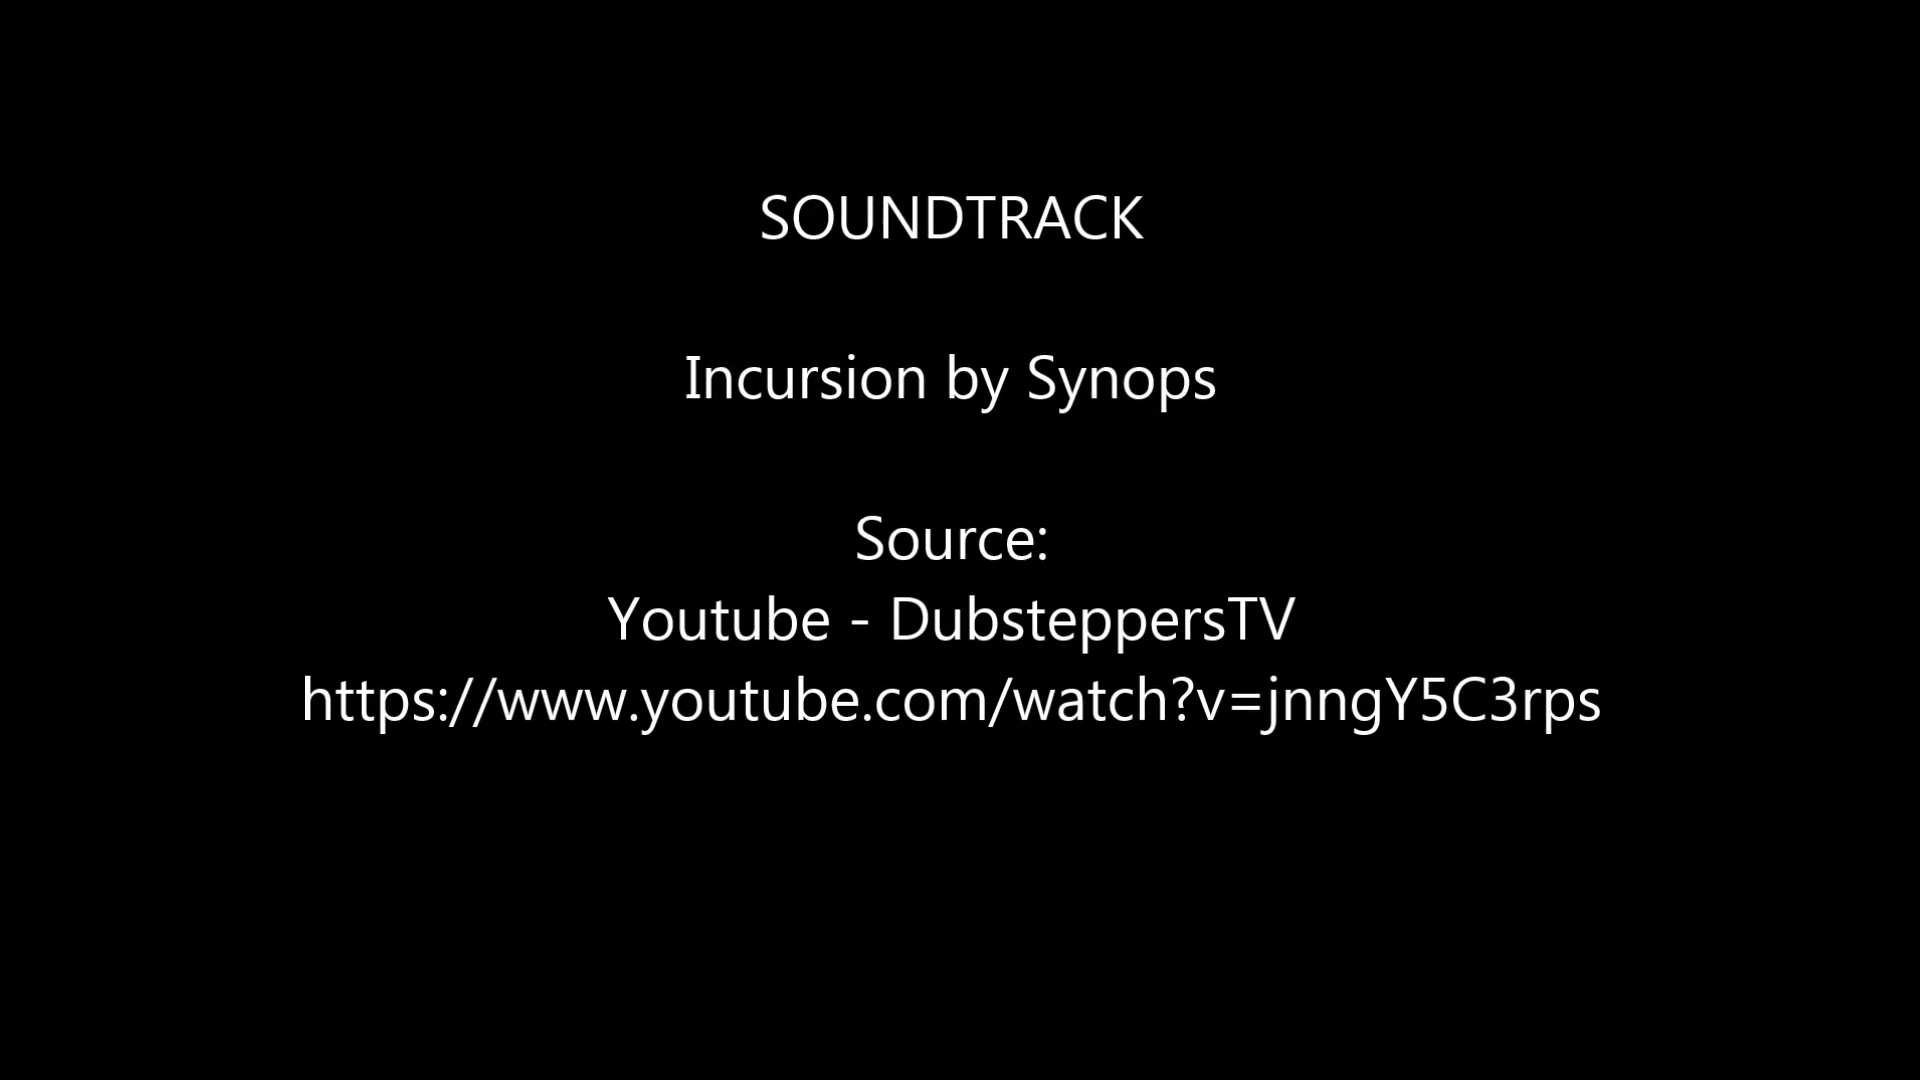 SOUNDTRACK
Incursion by Synops
Source:
Youtube - DubsteppersTV
https://www.youtube.com/watch?v=jnngY5C3rps